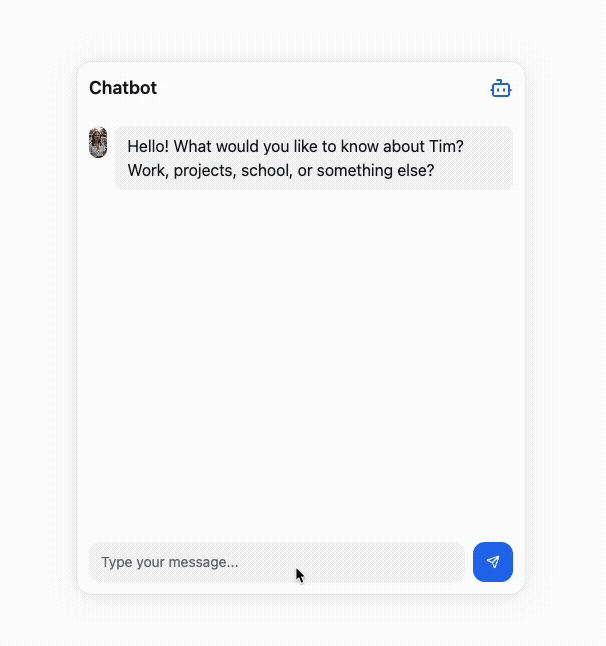 Chatbot
Hello! What would you like to know about Tim?
Work, projects, school, or something else?
Type your message...